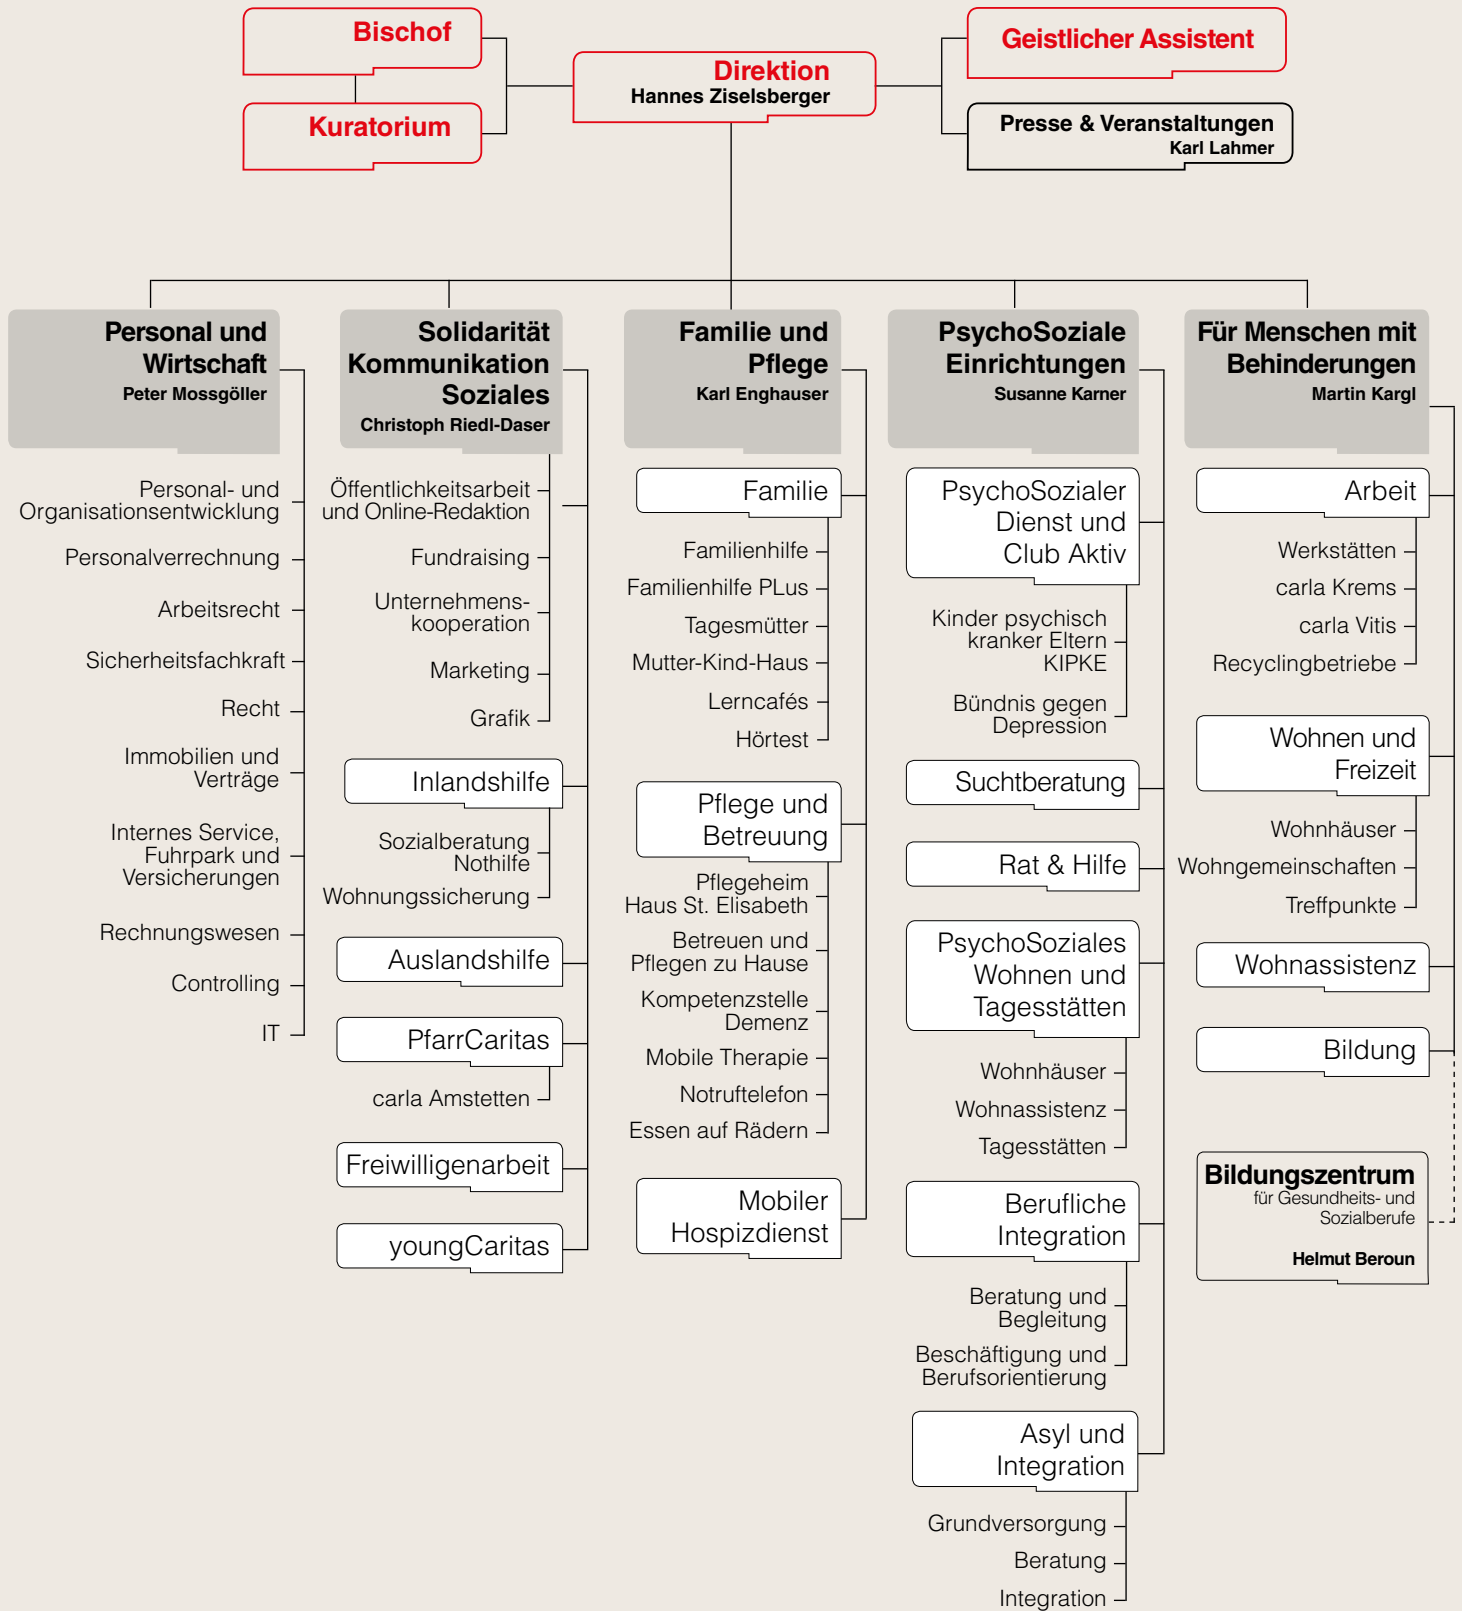 Bischof
Kuratorium
Direktion
Hannes Ziselsberger
Geistlicher Assistent
Presse & Veranstaltungen
Karl Lahmer
Personal und
Wirtschaft
Peter Mossgöller
Personal- und
Organisationsentwicklung
Personalverrechnung
Arbeitsrecht
Sicherheitsfachkraft
Recht
Immobilien und
Verträge
Internes Service,
Fuhrpark und
Versicherungen
Rechnungswesen
Controlling
IT
Solidarität
Kommunikation
Soziales
Christoph Riedl-Daser
Öffentlichkeitsarbeit
und Online-Redaktion
Fundraising
Unternehmens-
kooperation
Marketing
Grafik
Inlandshilfe
Sozialberatung
Nothilfe
Wohnungssicherung
Auslandshilfe
PfarrCaritas
carla Amstetten
Freiwilligenarbeit
youngCaritas
Familie und
Pflege
Karl Enghauser
Familie
Familienhilfe
Familienhilfe PLus
Tagesmütter
Mutter-Kind-Haus
Lerncafés
Hörtest
Pflege und
Betreuung
Pflegeheim
Haus St. Elisabeth
Betreuen und
Pflegen zu Hause
Kompetenzstelle
Demenz
Mobile Therapie
Notruftelefon
Essen auf Rädern
Mobiler
Hospizdienst
PsychoSoziale
Einrichtungen
Susanne Karner
PsychoSozialer
Dienst und
Club Aktiv
Kinder psychisch
kranker Eltern
KIPKE
Bündnis gegen
Depression
Suchtberatung
Rat & Hilfe
PsychoSoziales
Wohnen und
Tagesstätten
Wohnhäuser
Wohnassistenz
Tagesstätten
Berufliche
Integration
Beratung und
Begleitung
Beschäftigung und
Berufsorientierung
Asyl und
Integration
Grundversorgung
Beratung
Integration
Für Menschen mit
Behinderungen
Martin Kargl
Arbeit
Werkstätten
carla Krems
carla Vitis
Recyclingbetriebe
Wohnen und
Freizeit
Wohnhäuser
Wohngemeinschaften
Treffpunkte
Wohnassistenz
Bildung
Bildungszentrum
für Gesundheits- und
Sozialberufe
Helmut Beroun